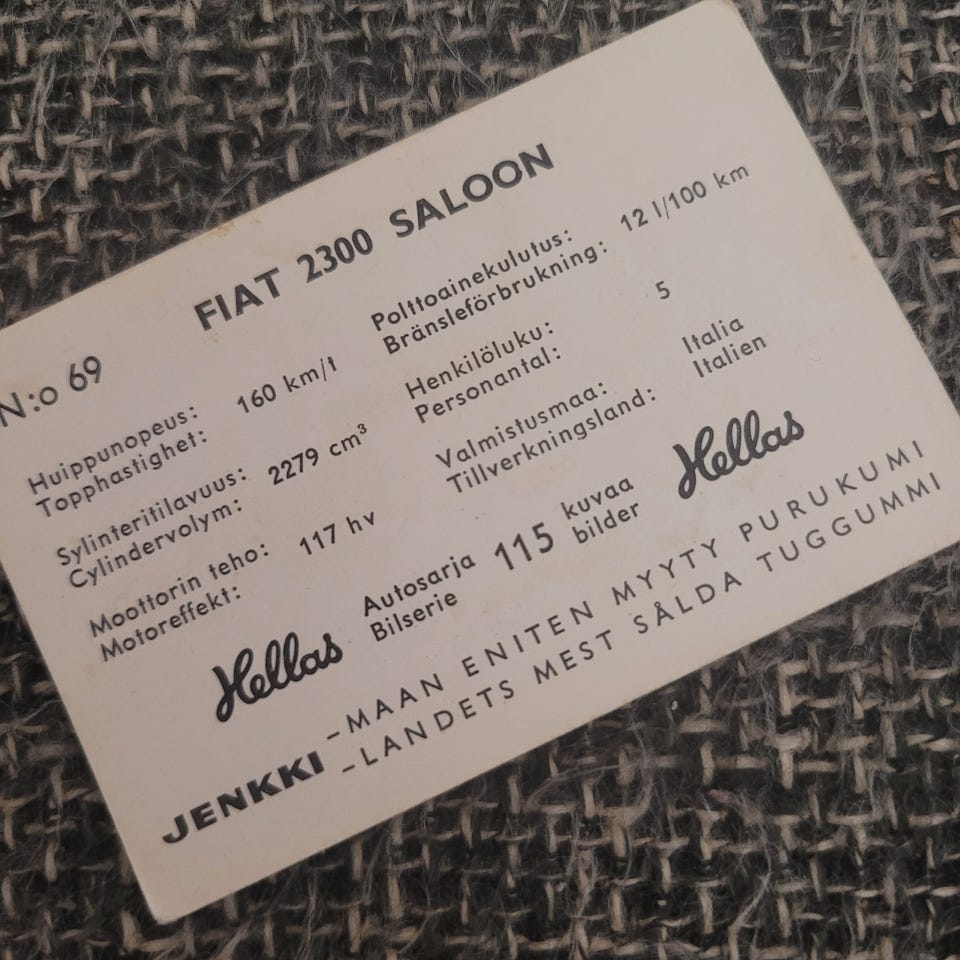 N:o 69
FIAT 2300 SALOON
Huippunopeus: 160 km/t
Topphastighet:
Sylinteritilavuus: 2279 cm³
Cylindervolym:
Moottorin teho: 117 hv
Motoreffekt:
Polttoainekulutus: 12 l/100 km
Bränsleförbrukning:
Henkilöluku: 5
Personantal:
Valmistusmaa: Italia
Tillverkningsland: Italien
Hellas Autosarja 115 kuvaa Hellas
Bilserie bilder
JENKKI –MAAN ENITEN MYYTY PURUKUMI
–LANDETS MEST SÅLDA TUGGUMMI